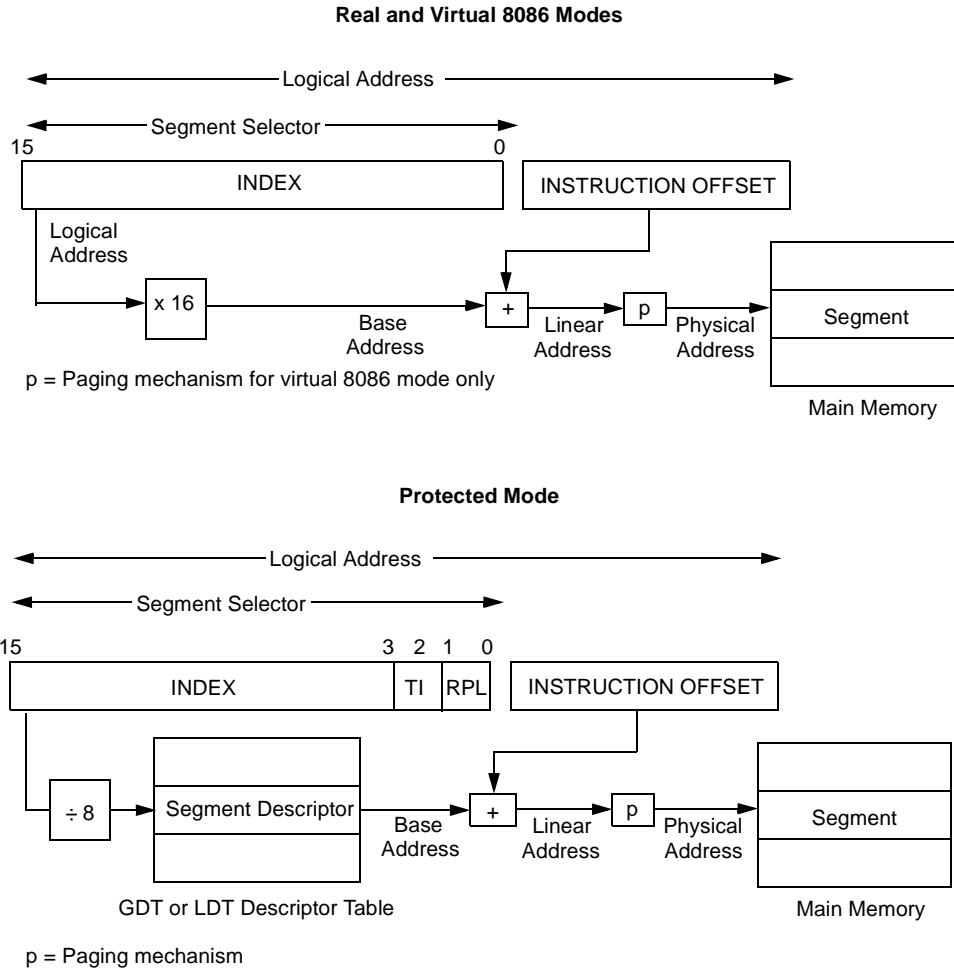 Real and Virtual 8086 Modes
Logical Address
Segment Selector
15 0
INDEX
INSTRUCTION OFFSET
Logical
Address
x 16
Base
Address
+
Linear
Address
p
Physical
Address
Segment
p = Paging mechanism for virtual 8086 mode only
Main Memory
Protected Mode
Logical Address
Segment Selector
15 3 2 1 0
INDEX TI RPL
INSTRUCTION OFFSET
÷ 8
Segment Descriptor
Base
Address
+
Linear
Address
p
Physical
Address
Segment
GDT or LDT Descriptor Table
Main Memory
p = Paging mechanism